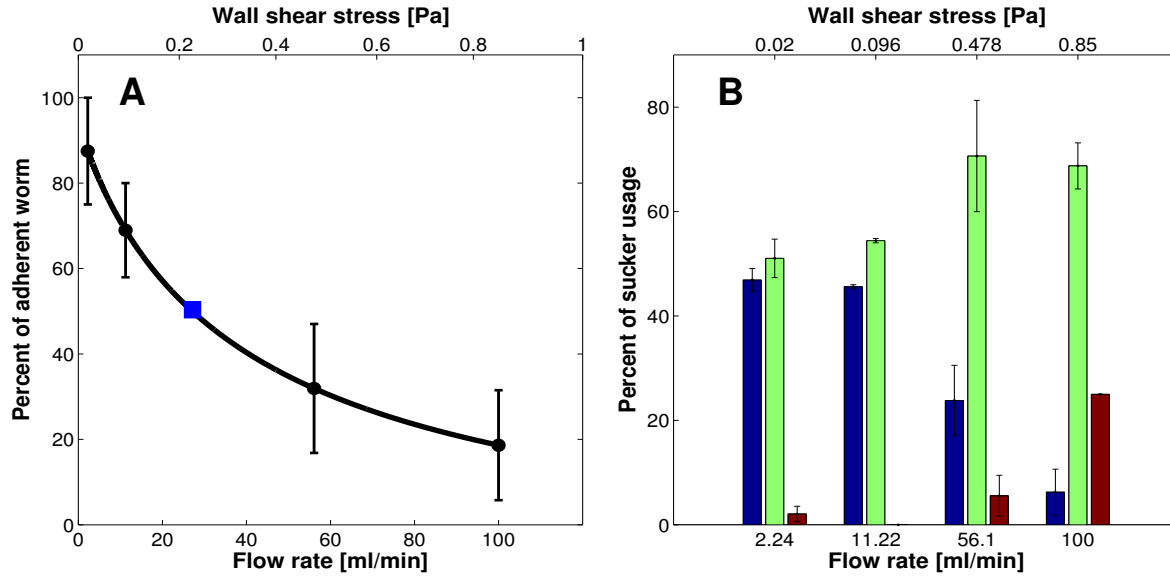 Wall shear stress [Pa]
0 0.2 0.4 0.6 0.8 1
A
Percent of adherent worm
100
80
60
40
20
0
0 20 40 60 80 100
Flow rate [ml/min]
Wall shear stress [Pa]
0.02 0.096 0.478 0.85
B
Percent of sucker usage
80
60
40
20
0
2.24 11.22 56.1 100
Flow rate [ml/min]